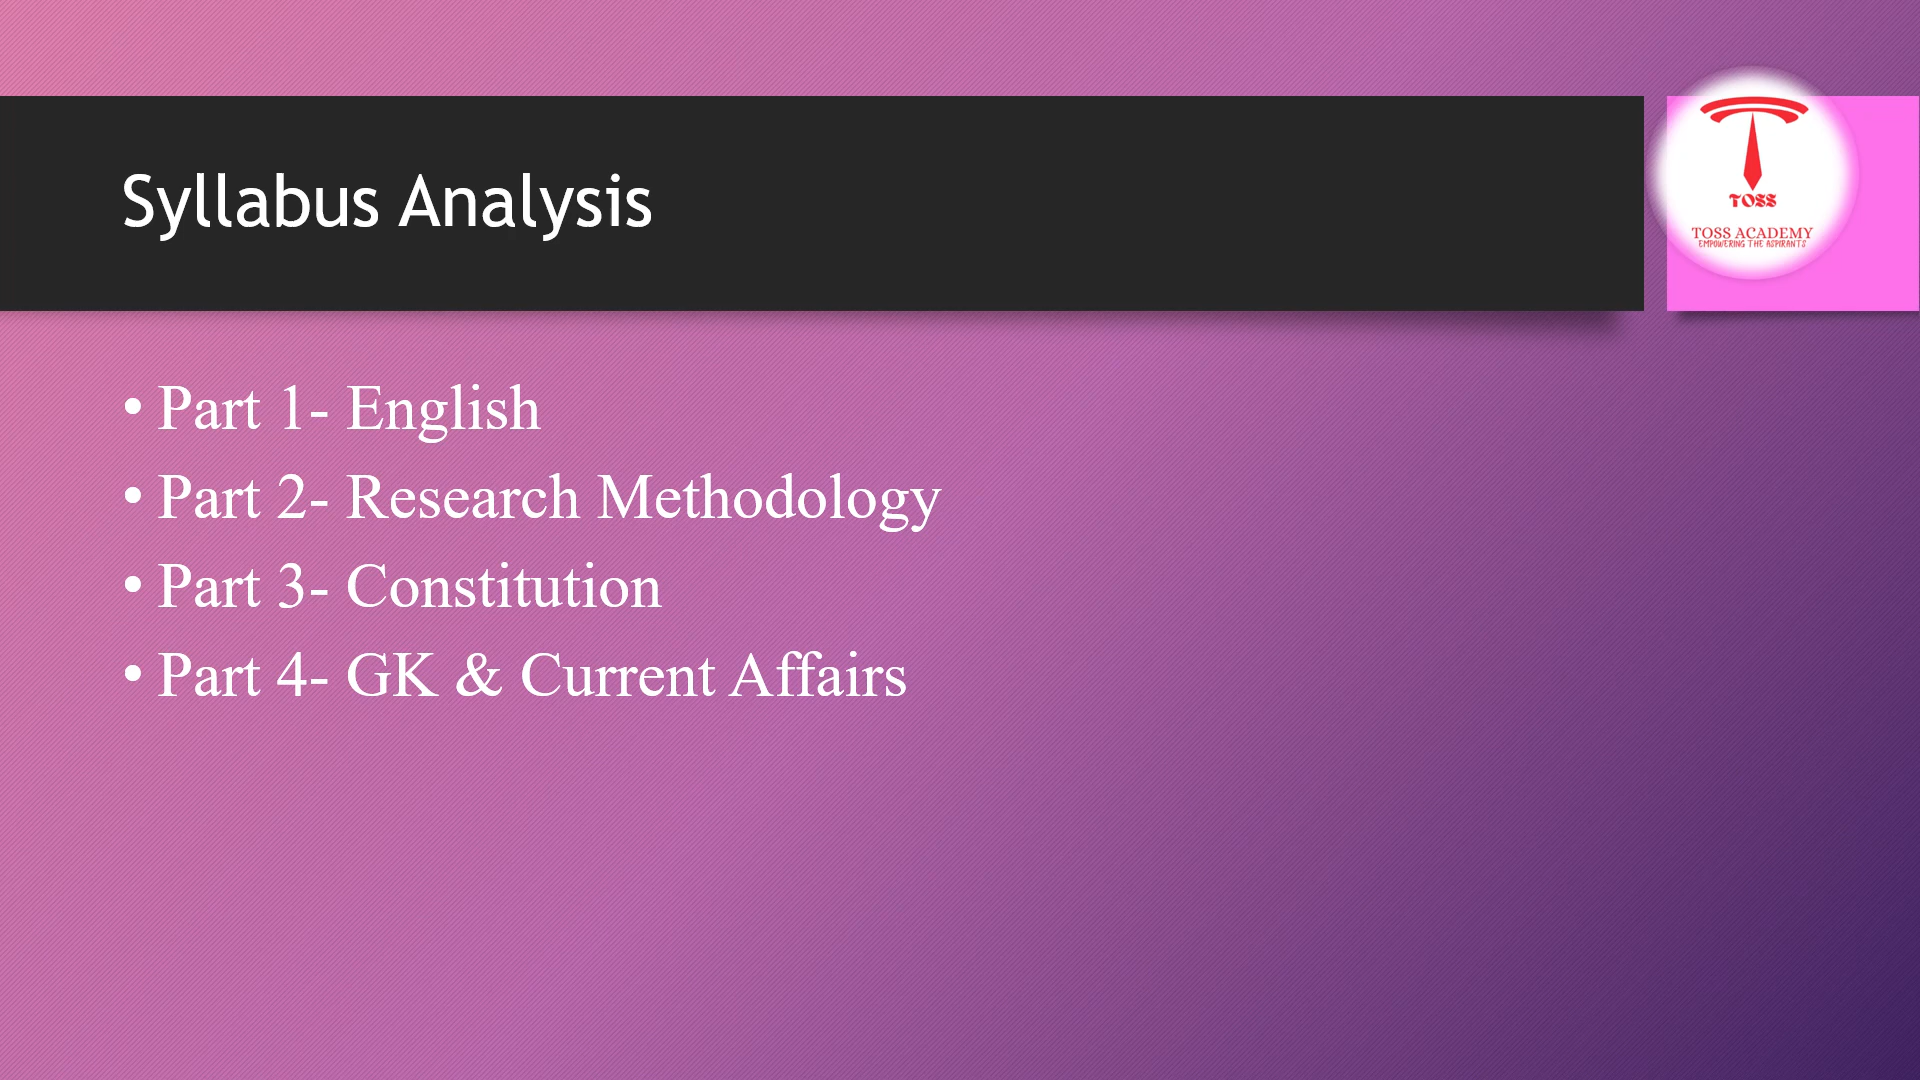 Syllabus Analysis
TOSS
TOSS ACADEMY
EMPOWERING THE ASPIRANTS
• Part 1- English
• Part 2- Research Methodology
• Part 3- Constitution
• Part 4- GK & Current Affairs